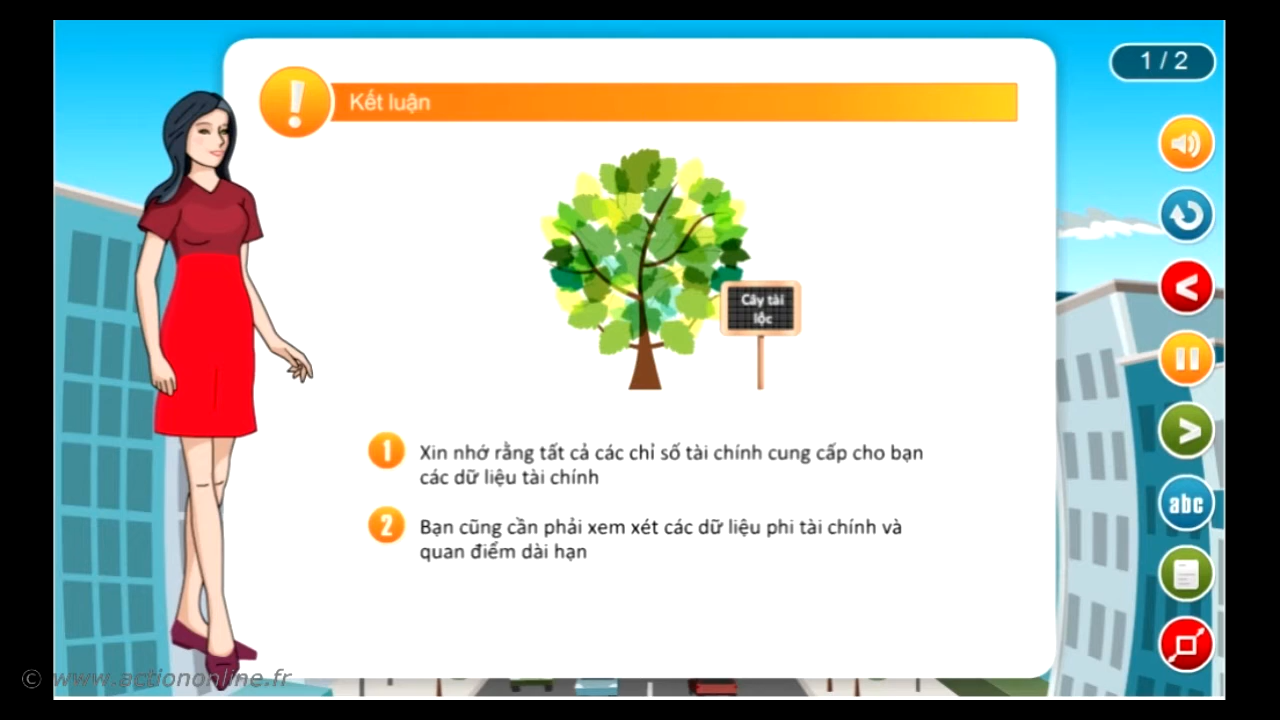 1 / 2
Kết luận
Cây tài
lộc
1 Xin nhớ rằng tất cả các chỉ số tài chính cung cấp cho bạn
các dữ liệu tài chính
2 Bạn cũng cần phải xem xét các dữ liệu phi tài chính và
quan điểm dài hạn
abc
© www.actiononline.fr